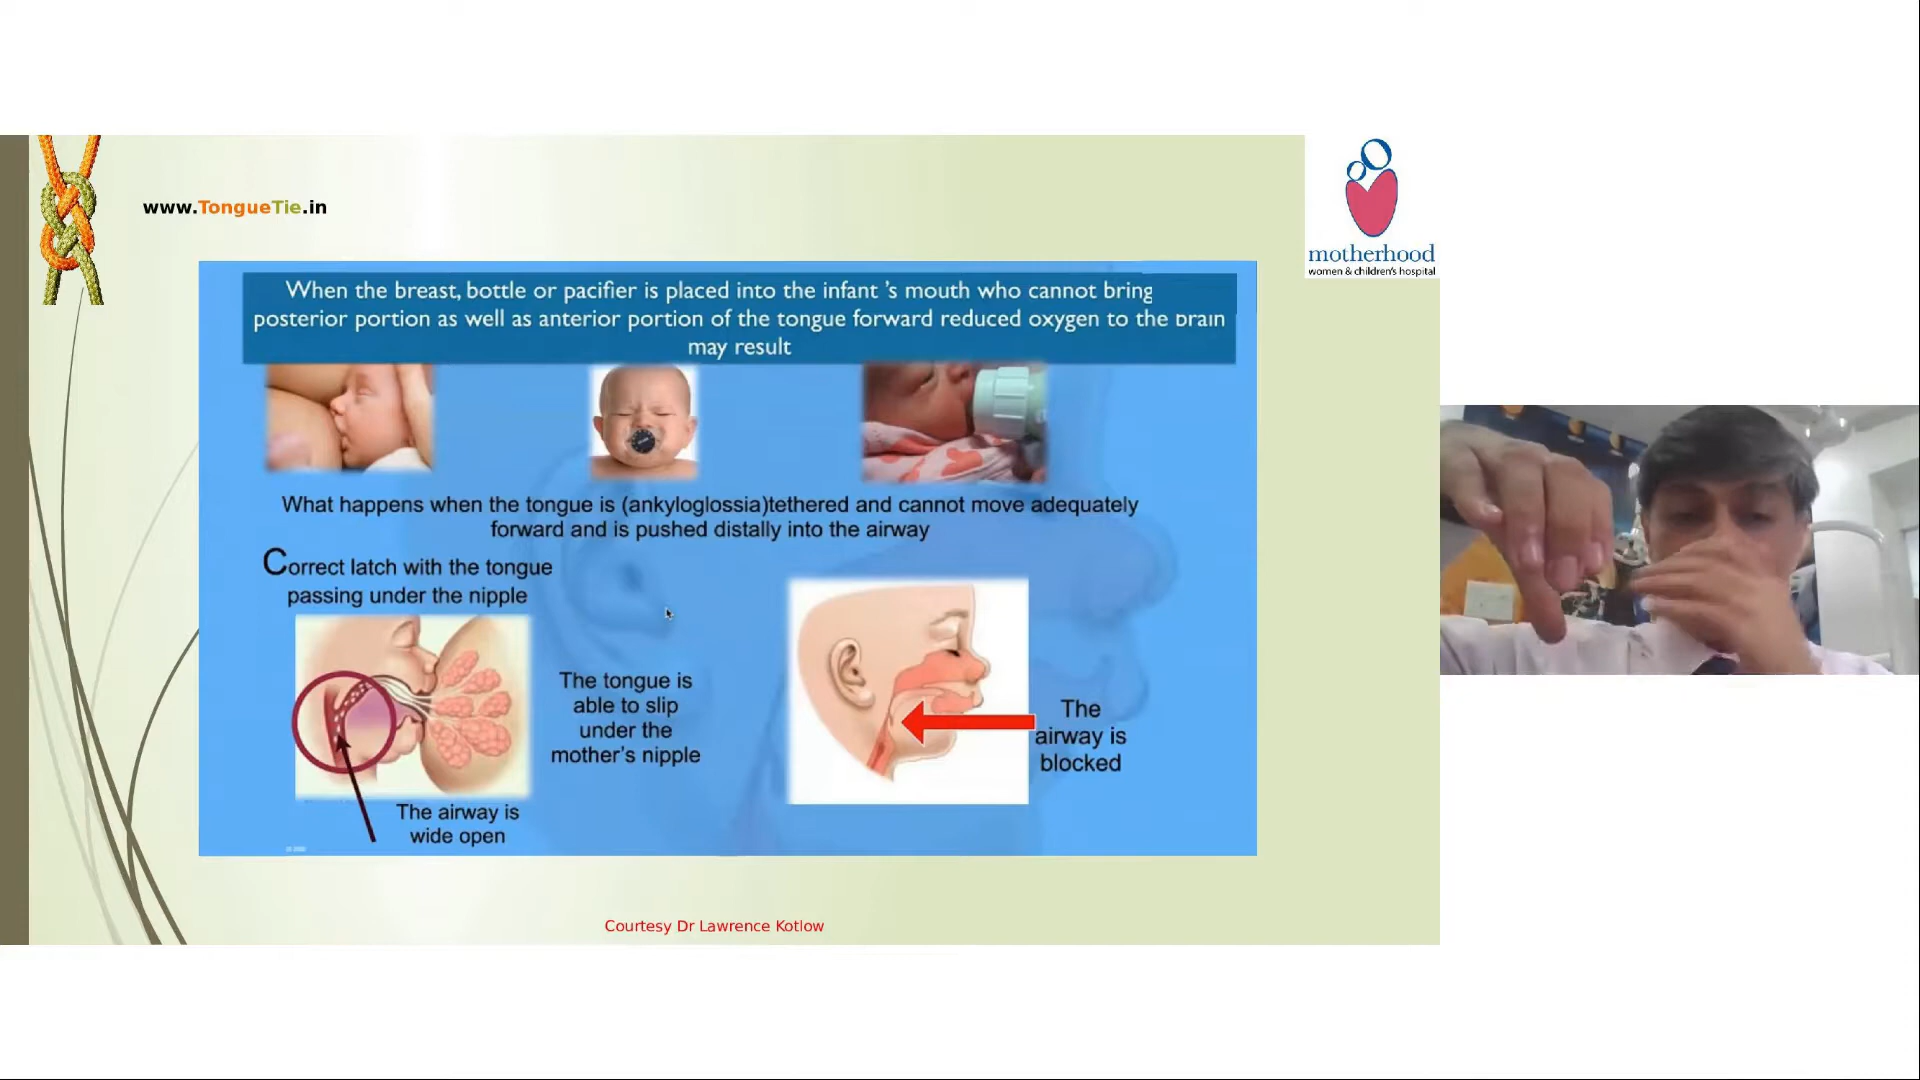 www.TongueTie.in
motherhood
women & children's hospital
When the breast, bottle or pacifier is placed into the infant 's mouth who cannot bring
posterior portion as well as anterior portion of the tongue forward reduced oxygen to the brain
may result
What happens when the tongue is (ankyloglossia)tethered and cannot move adequately
forward and is pushed distally into the airway
Correct latch with the tongue
passing under the nipple
The tongue is
able to slip
under the
mother's nipple
The airway is
wide open
The
airway is
blocked
Courtesy Dr Lawrence Kotlow